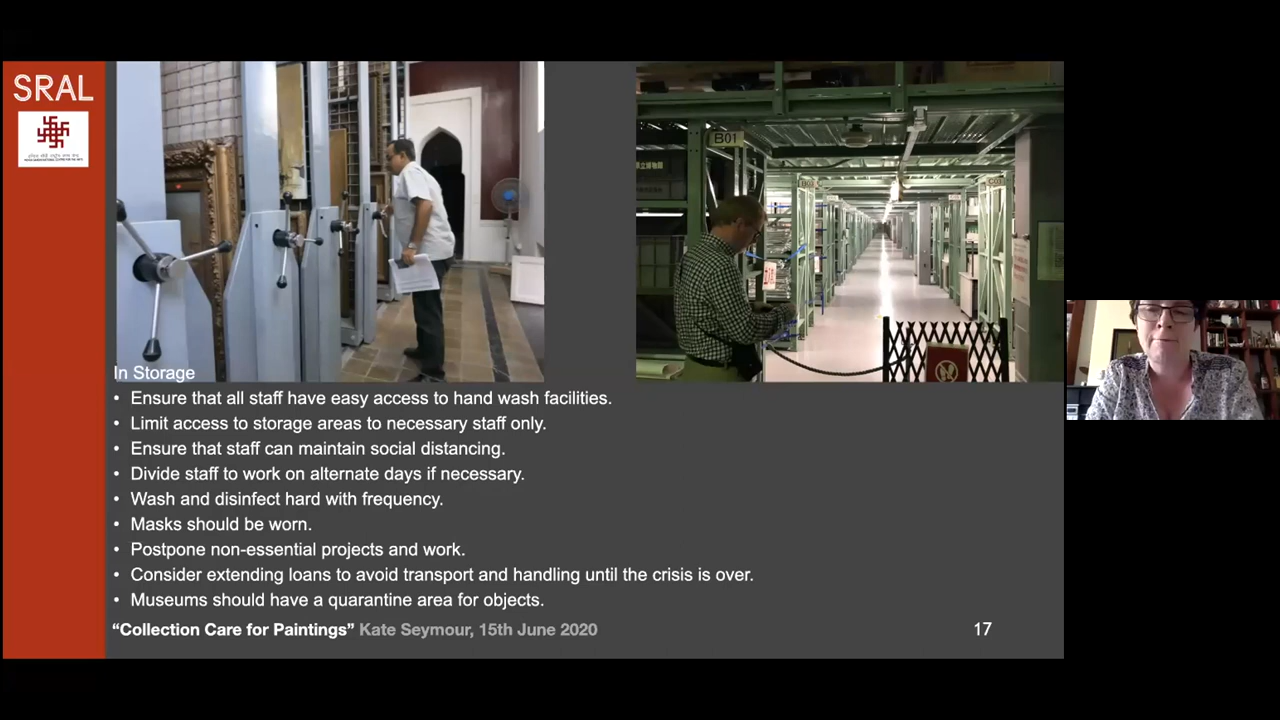 SRAL
B01
In Storage
• Ensure that all staff have easy access to hand wash facilities.
• Limit access to storage areas to necessary staff only.
• Ensure that staff can maintain social distancing.
• Divide staff to work on alternate days if necessary.
• Wash and disinfect hard with frequency.
• Masks should be worn.
• Postpone non-essential projects and work.
• Consider extending loans to avoid transport and handling until the crisis is over.
• Museums should have a quarantine area for objects.
“Collection Care for Paintings” Kate Seymour, 15th June 2020
17